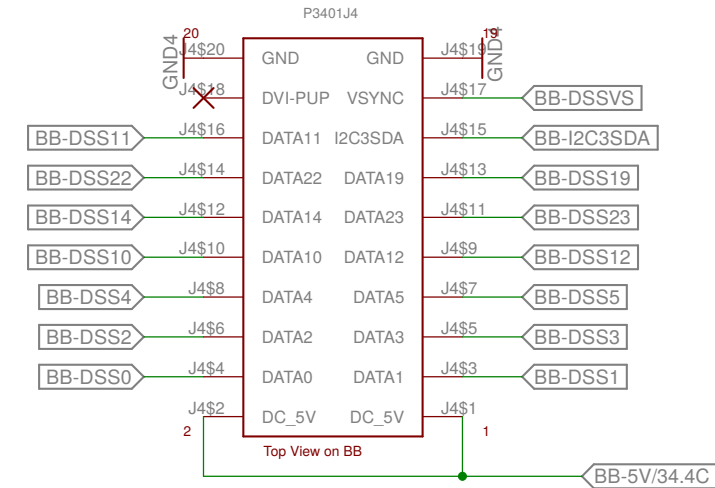 P3401J4
20 19
GND4 J4$20 GND GND J4$19 GND4
J4$18 DVI-PUP VSYNC J4$17 BB-DSSVS
BB-DSS11 J4$16 DATA11 I2C3SDA J4$15 BB-I2C3SDA
BB-DSS22 J4$14 DATA22 DATA19 J4$13 BB-DSS19
BB-DSS14 J4$12 DATA14 DATA23 J4$11 BB-DSS23
BB-DSS10 J4$10 DATA10 DATA12 J4$9 BB-DSS12
BB-DSS4 J4$8 DATA4 DATA5 J4$7 BB-DSS5
BB-DSS2 J4$6 DATA2 DATA3 J4$5 BB-DSS3
BB-DSS0 J4$4 DATA0 DATA1 J4$3 BB-DSS1
J4$2 DC_5V DC_5V J4$1
2 1
Top View on BB
BB-5V/34.4C